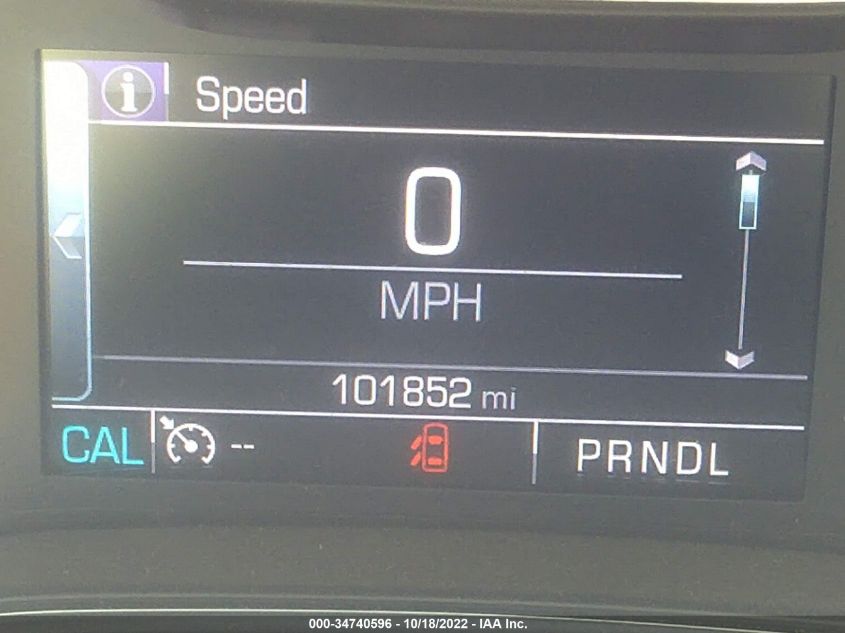 i Speed
0
MPH
101852 mi
CAL -- PRNDL
000-34740596 - 10/18/2022 - IAA Inc.